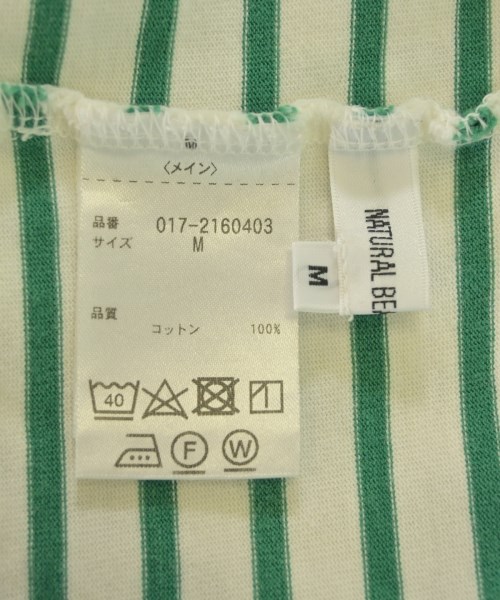 〈メイン〉
品番 017-2160403
サイズ M
品質
コットン 100%
40
F W
M
NATURAL